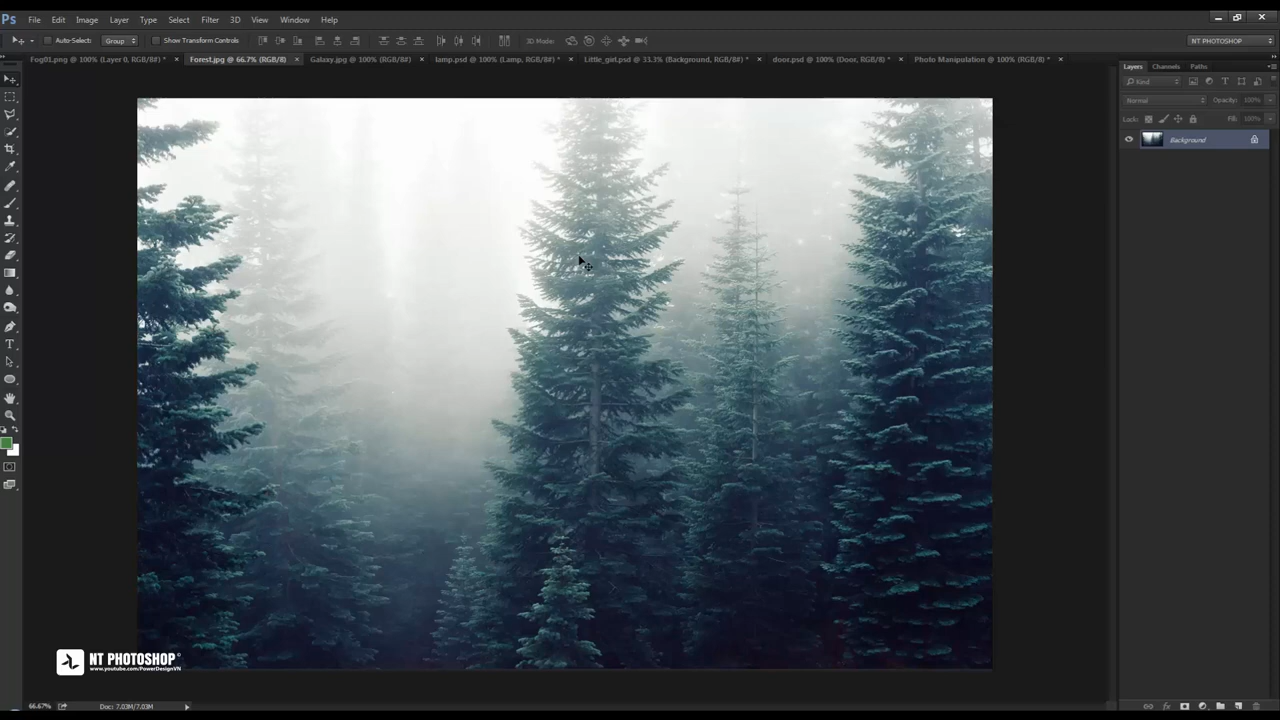 Ps File Edit Image Layer Type Select Filter 3D View Window Help
Auto-Select: Group Show Transform Controls 3D Mode: NT PHOTOSHOP
Fog01.png @ 100% (Layer 0, RGB/8#) * × Forest.jpg @ 66.7% (RGB/8) × Galaxy.jpg @ 100% (RGB/8#) × lamp.psd @ 100% (Lamp, RGB/8#) * × Little_girl.psd @ 33.3% (Background, RGB/8#) * × door.psd @ 100% (Door, RGB/8) * × Photo Manipulation @ 100% (RGB/8) * ×
Layers Channels Paths
Kind
Normal Opacity: 100%
Lock: Fill: 100%
Background
NT PHOTOSHOP
www.youtube.com/PowerDesignVN
66.67% Doc: 7.03M/7.03M